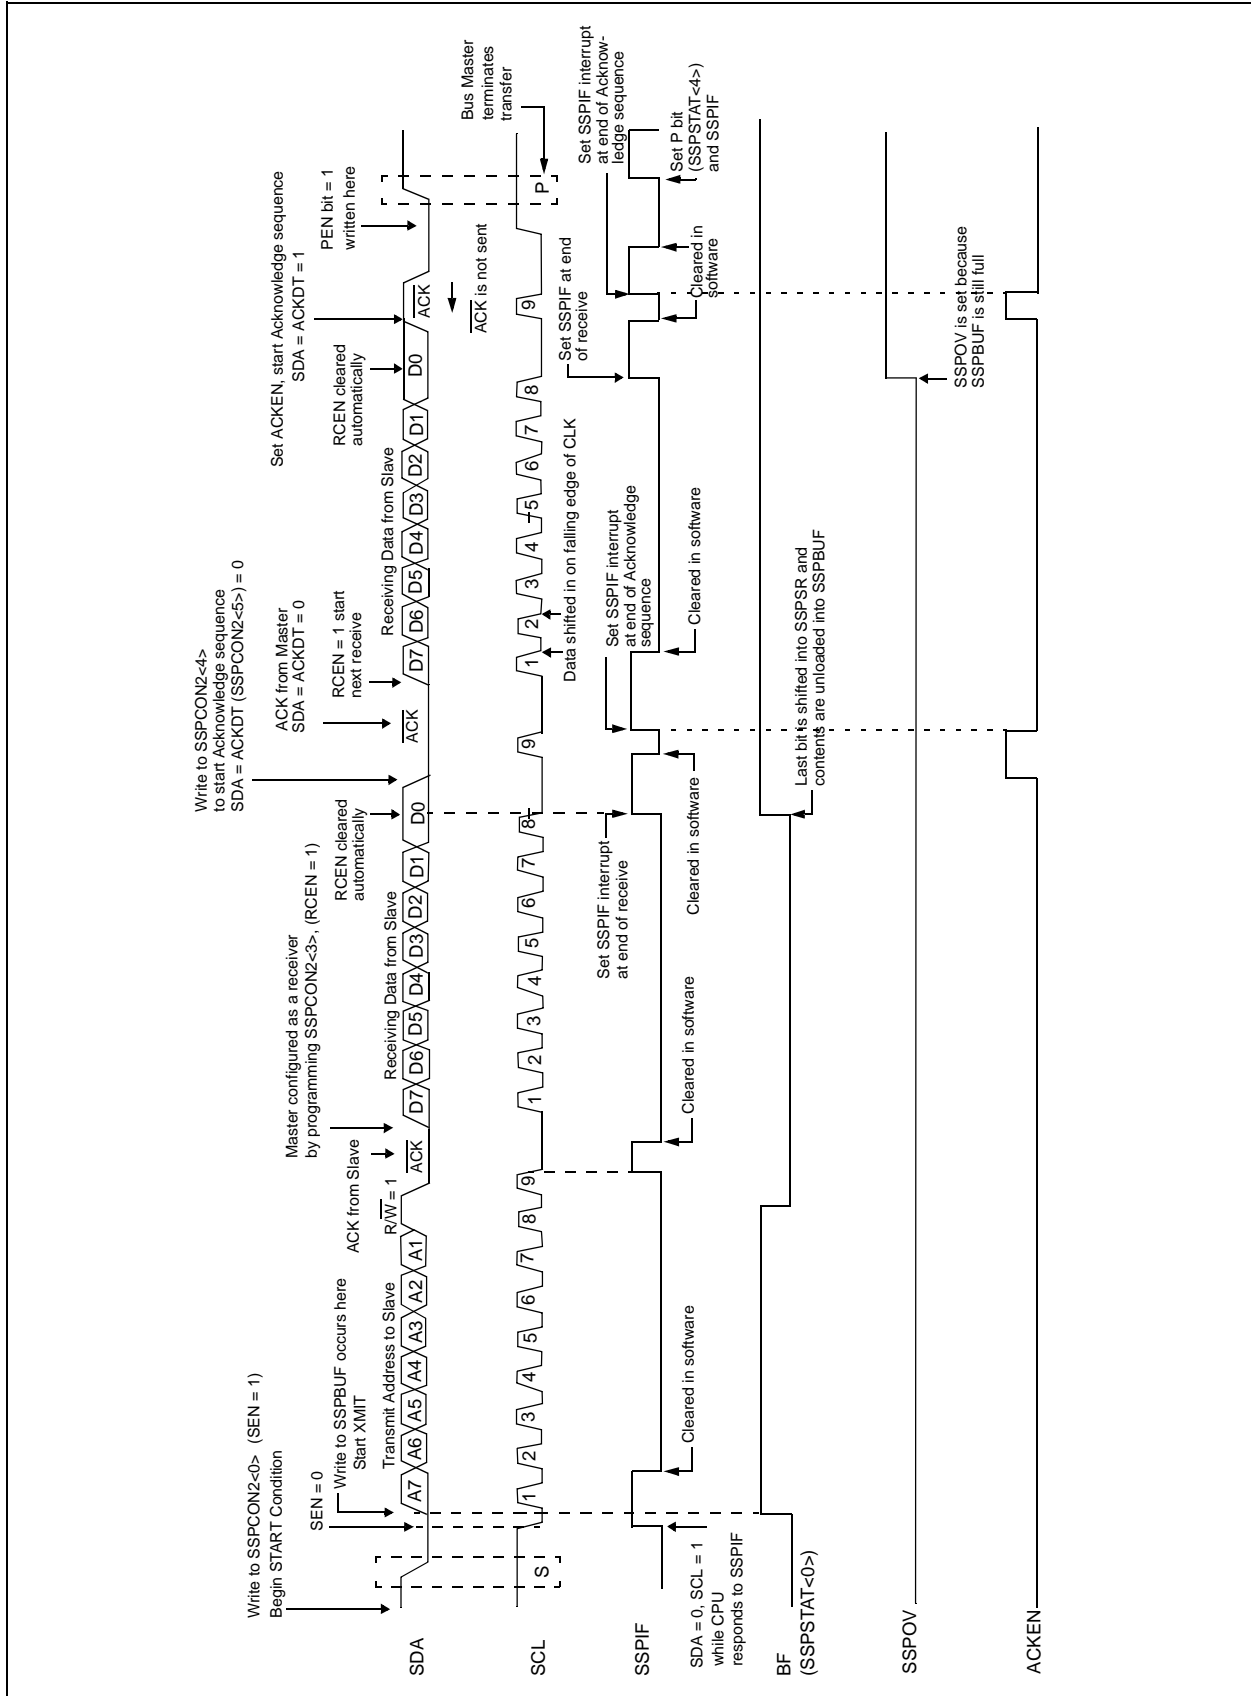 Write to SSPCON2<0> (SEN = 1)
Begin START Condition
SEN = 0
Write to SSPBUF occurs here
Start XMIT
Transmit Address to Slave
R/W = 1
ACK from Slave
Master configured as a receiver
by programming SSPCON2<3>, (RCEN = 1)
Receiving Data from Slave
RCEN cleared
automatically
Write to SSPCON2<4>
to start Acknowledge sequence
SDA = ACKDT (SSPCON2<5>) = 0
ACK from Master
SDA = ACKDT = 0
RCEN = 1 start
next receive
Receiving Data from Slave
RCEN cleared
automatically
Set ACKEN, start Acknowledge sequence
SDA = ACKDT = 1
PEN bit = 1
written here
SDA
A7 A6 A5 A4 A3 A2 A1 ACK D7 D6 D5 D4 D3 D2 D1 D0 ACK D7 D6 D5 D4 D3 D2 D1 D0 ACK
ACK is not sent
Bus Master
terminates
transfer
SCL
S 1 2 3 4 5 6 7 8 9 1 2 3 4 5 6 7 8 9 1 2 3 4 5 6 7 8 9 P
Data shifted in on falling edge of CLK
Set SSPIF interrupt
at end of receive
Set SSPIF interrupt
at end of Acknowledge
sequence
Set SSPIF at end
of receive
Set SSPIF interrupt
at end of Acknow-
ledge sequence
SSPIF
SDA = 0, SCL = 1
while CPU
responds to SSPIF
Cleared in software
Cleared in software
Cleared in software
Cleared in software
Cleared in
software
Set P bit
(SSPSTAT<4>)
and SSPIF
BF
(SSPSTAT<0>)
Last bit is shifted into SSPSR and
contents are unloaded into SSPBUF
SSPOV
SSPOV is set because
SSPBUF is still full
ACKEN